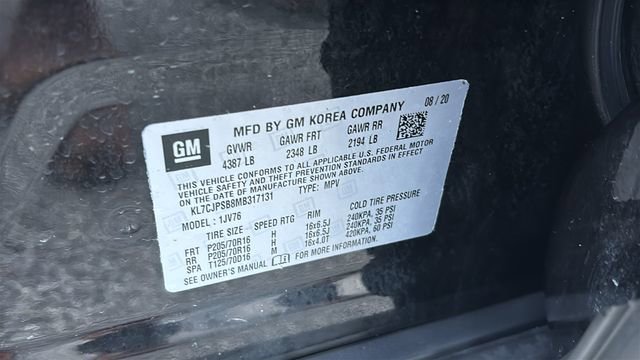 GM
MFD BY GM KOREA COMPANY 08 / 20
GVWR GAWR FRT GAWR RR
4387 LB 2348 LB 2194 LB
THIS VEHICLE CONFORMS TO ALL APPLICABLE U.S. FEDERAL MOTOR
VEHICLE SAFETY AND THEFT PREVENTION STANDARDS IN EFFECT
ON THE DATE OF MANUFACTURE SHOWN ABOVE.
KL7CJPSB8MB317131 TYPE: MPV
MODEL: 1JV76
TIRE SIZE SPEED RTG RIM COLD TIRE PRESSURE
FRT P205/70R16 H 16x6.5J 240KPA, 35 PSI
RR P205/70R16 H 16x6.5J 240KPA, 35 PSI
SPA T125/70D16 M 16x4.0T 420KPA, 60 PSI
SEE OWNER'S MANUAL FOR MORE INFORMATION.